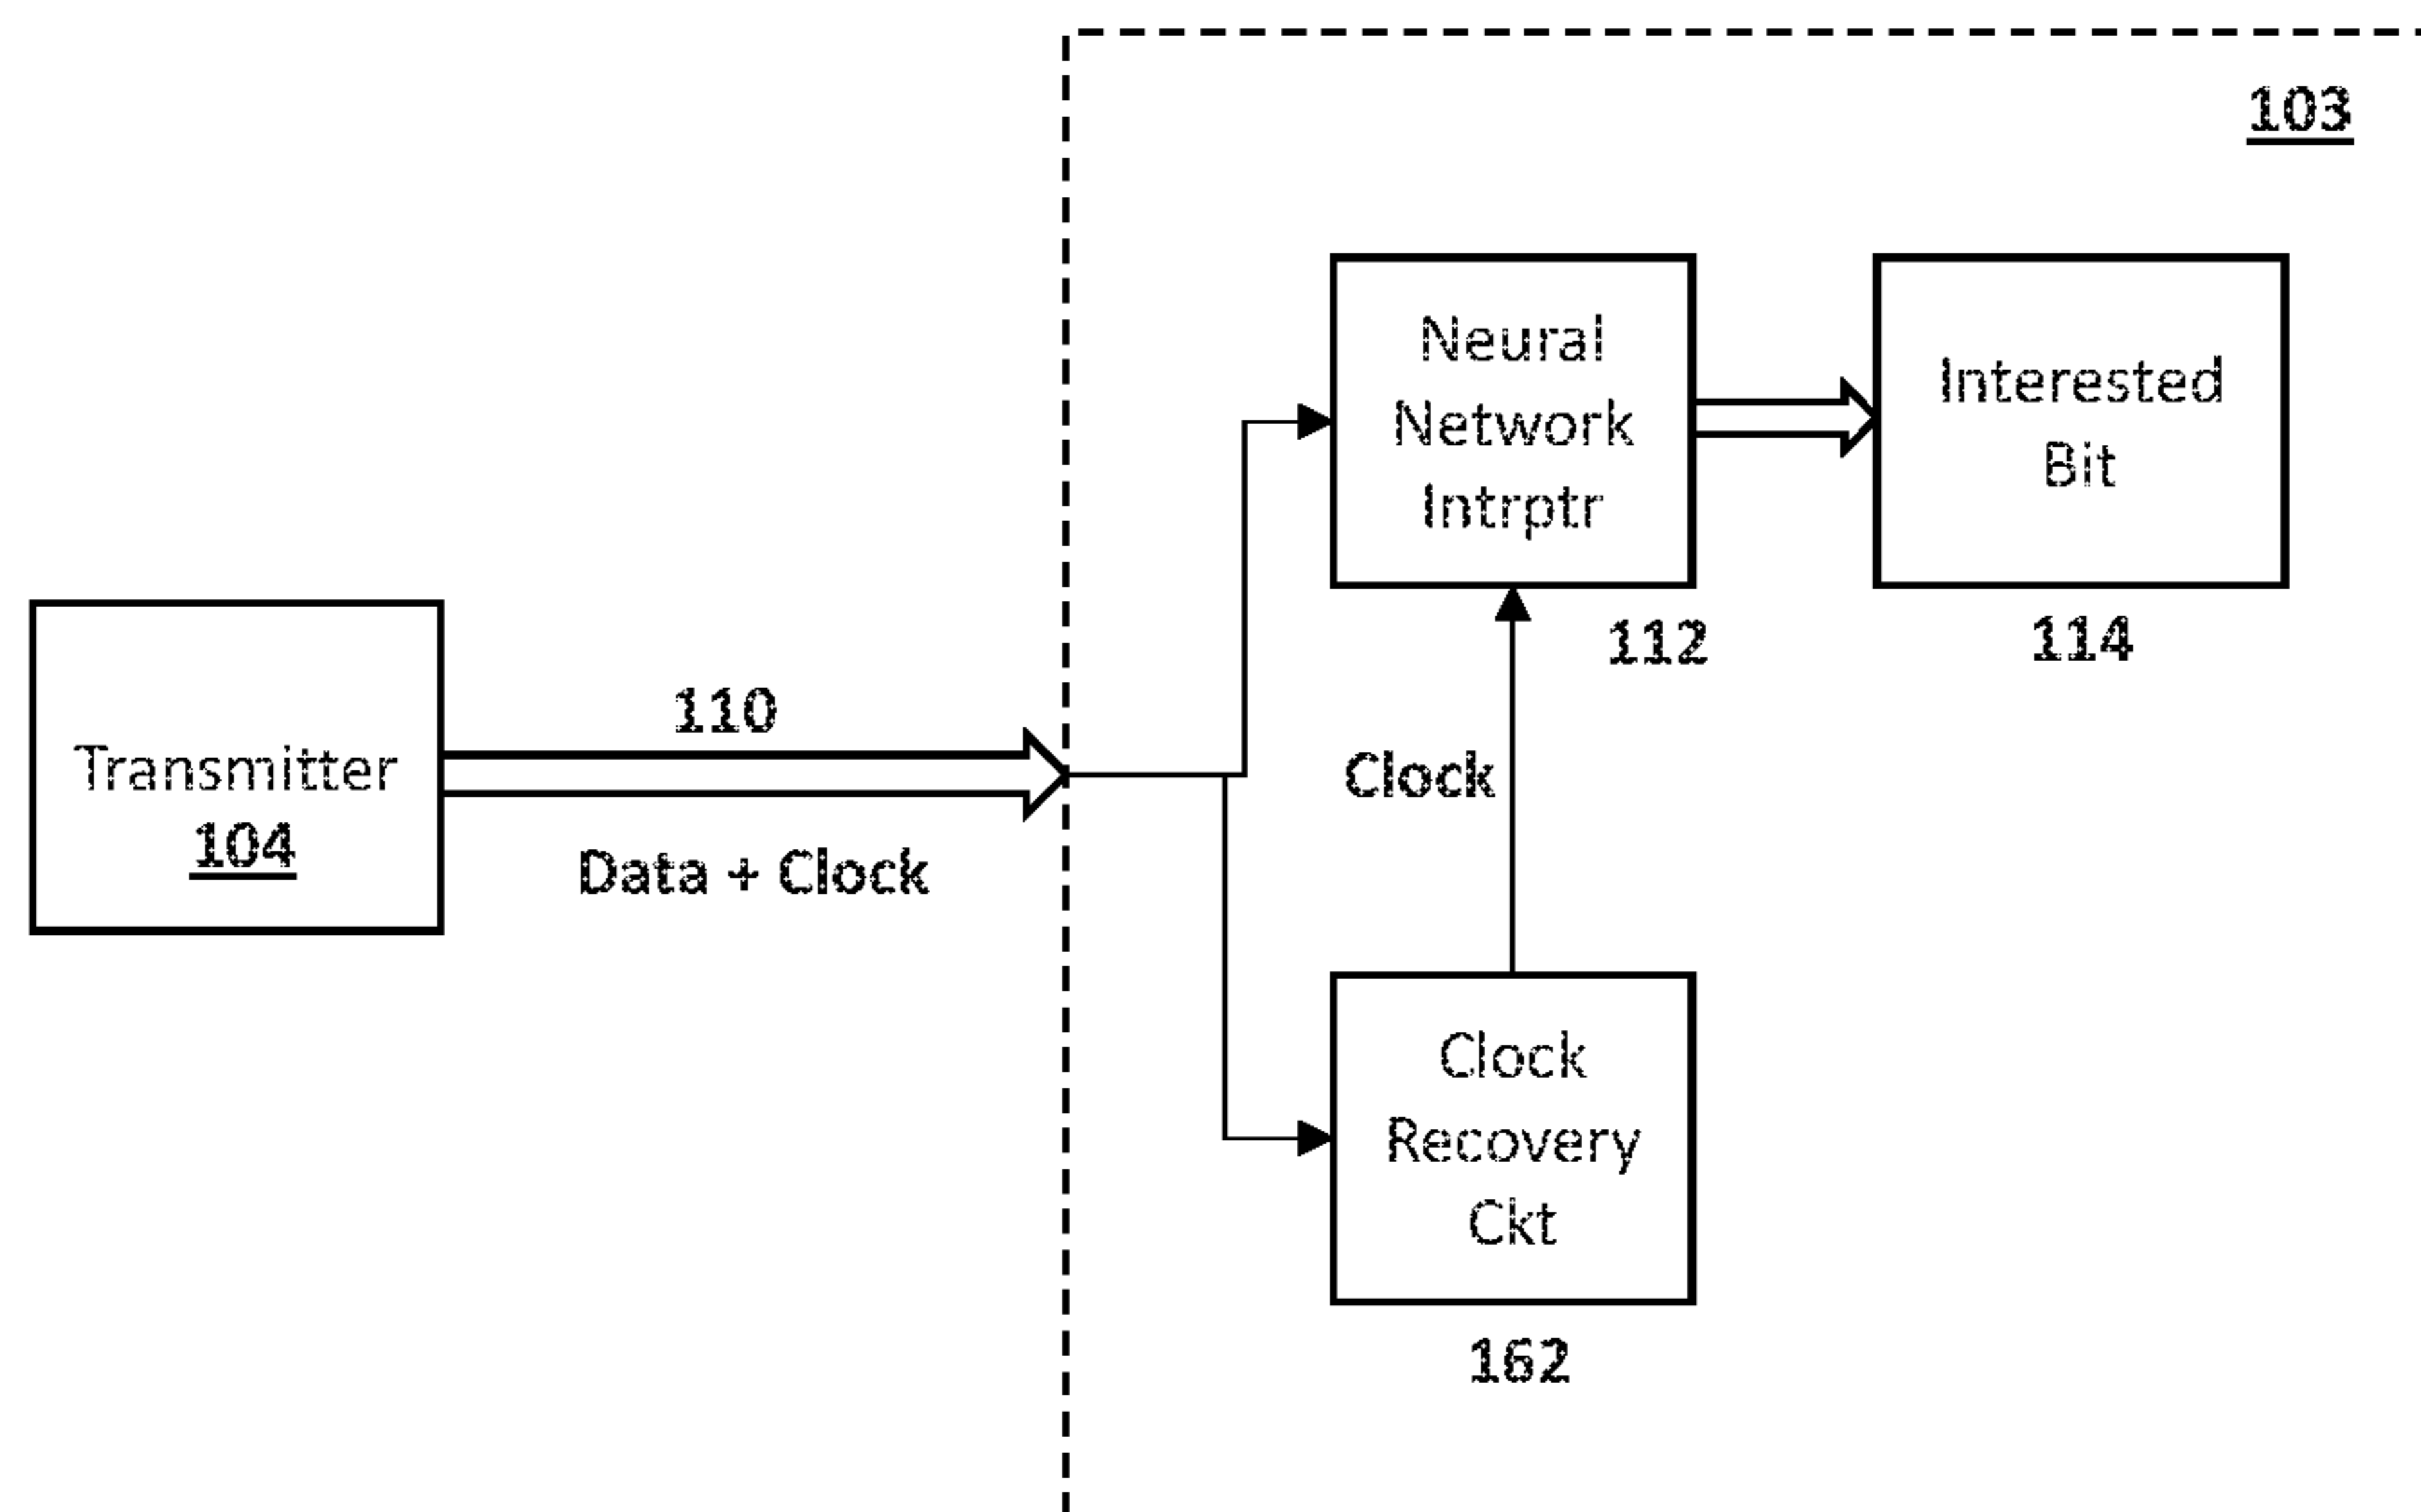 103
Neural
Network
Intrptr
112
Interested
Bit
114
Transmitter
104
110
Data + Clock
Clock
Clock
Recovery
Ckt
162